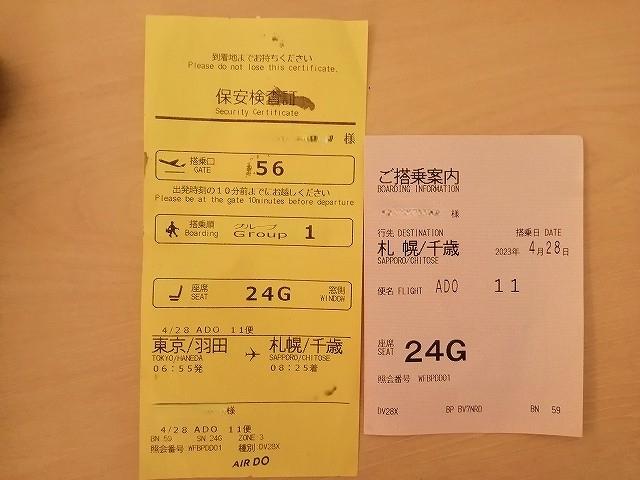 到着地までお持ちください
Please do not lose this certificate.
保安検査証
Security Certificate
様
搭乗口
GATE
56
出発時刻の10分前までにお越しください
Please be at the gate 10minutes before departure
搭乗順
Boarding
グループ
Group 1
座席
SEAT
24G
窓側
WINDOW
4/28 ADO 11便
東京/羽田 札幌/千歳
TOKYO/HANEDA SAPPORO/CHITOSE
06:55発 08:25着
様
4/28 ADO 11便
BN 59 SN 24G ZONE 3
照会番号 WFBPDD01 種別:DV28X
AIR DO
ご搭乗案内
BOARDING INFORMATION
様
行先 DESTINATION 搭乗日 DATE
札幌/千歳 2023年 4月28日
SAPPORO/CHITOSE
便名 FLIGHT ADO 11
座席
SEAT 24G
照会番号 WFBPDD01
DV28X BP BV7NRD BN 59